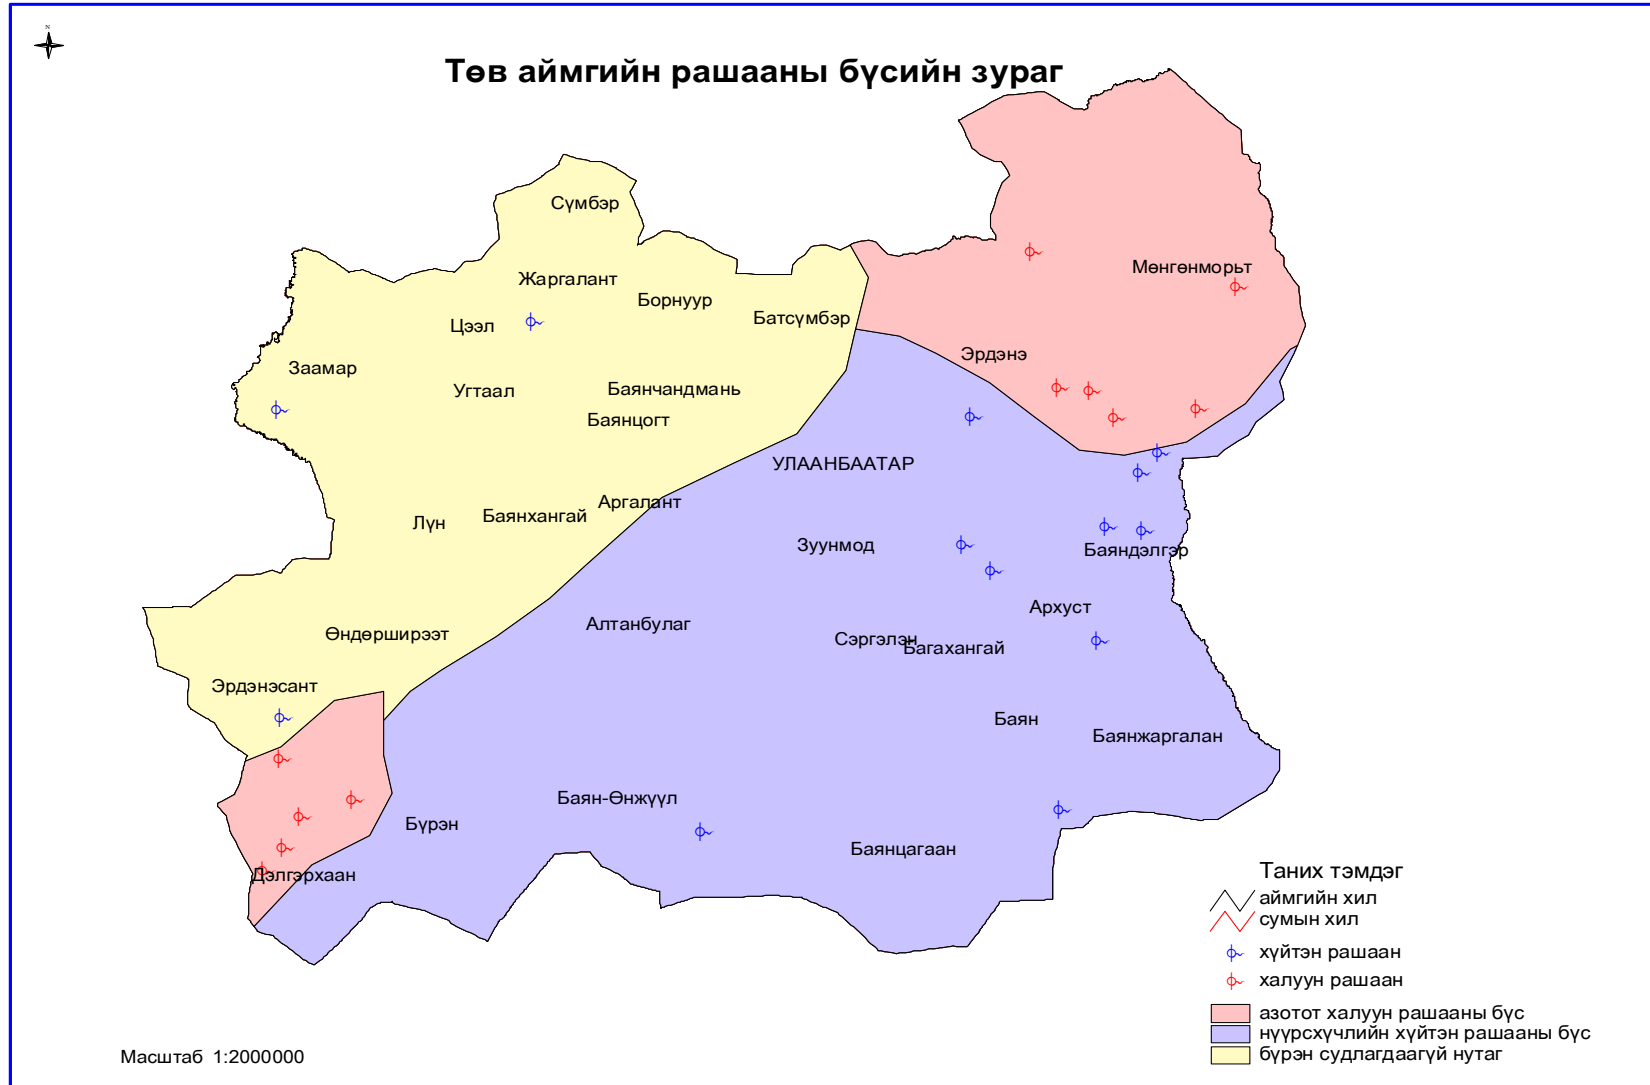 N
Төв аймгийн рашааны бүсийн зураг
Сүмбэр
Жаргалант
Мөнгөнморьт
Борнуур
Цээл
Батсүмбэр
Заамар
Эрдэнэ
Угтаал
Баянчандмань
Баянцогт
УЛААНБААТАР
Аргалант
Лүн
Баянхангай
Зуунмод
Баяндэлгэр
Архуст
Өндөрширээт
Алтанбулаг
Сэргэлэн
Багахангай
Эрдэнэсант
Баян
Баянжаргалан
Баян-Өнжүүл
Бүрэн
Баянцагаан
Дэлгэрхаан
Таних тэмдэг
аймгийн хил
сумын хил
хүйтэн рашаан
халуун рашаан
азотот халуун рашааны бүс
нүүрсхүчлийн хүйтэн рашааны бүс
бүрэн судлагдаагүй нутаг
Масштаб 1:2000000